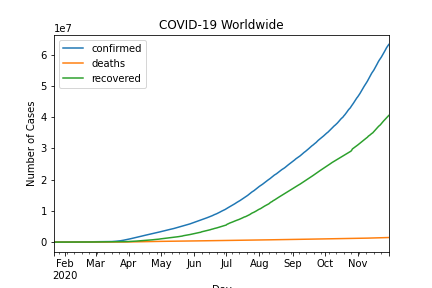 COVID-19 Worldwide
1e7
confirmed
deaths
recovered
Number of Cases
6
5
4
3
2
1
0
Feb Mar Apr May Jun Jul Aug Sep Oct Nov
2020